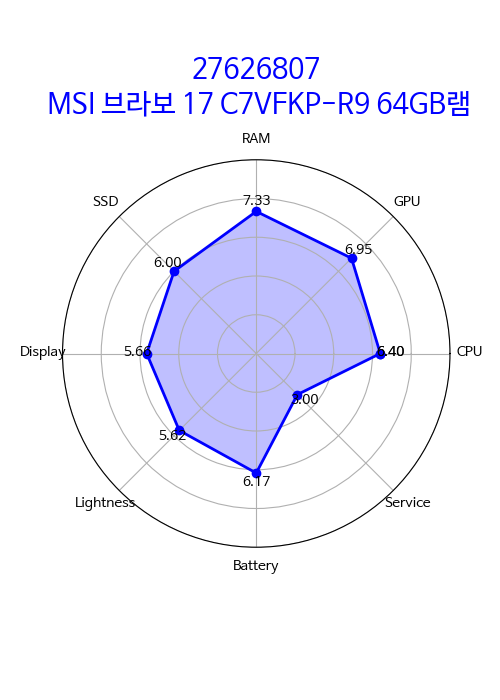 27626807
MSI 브라보 17 C7VFKP-R9 64GB램
RAM
7.33
SSD
GPU
6.95
6.00
Display
5.66
6.40
CPU
3.00
5.62
6.17
Lightness
Service
Battery